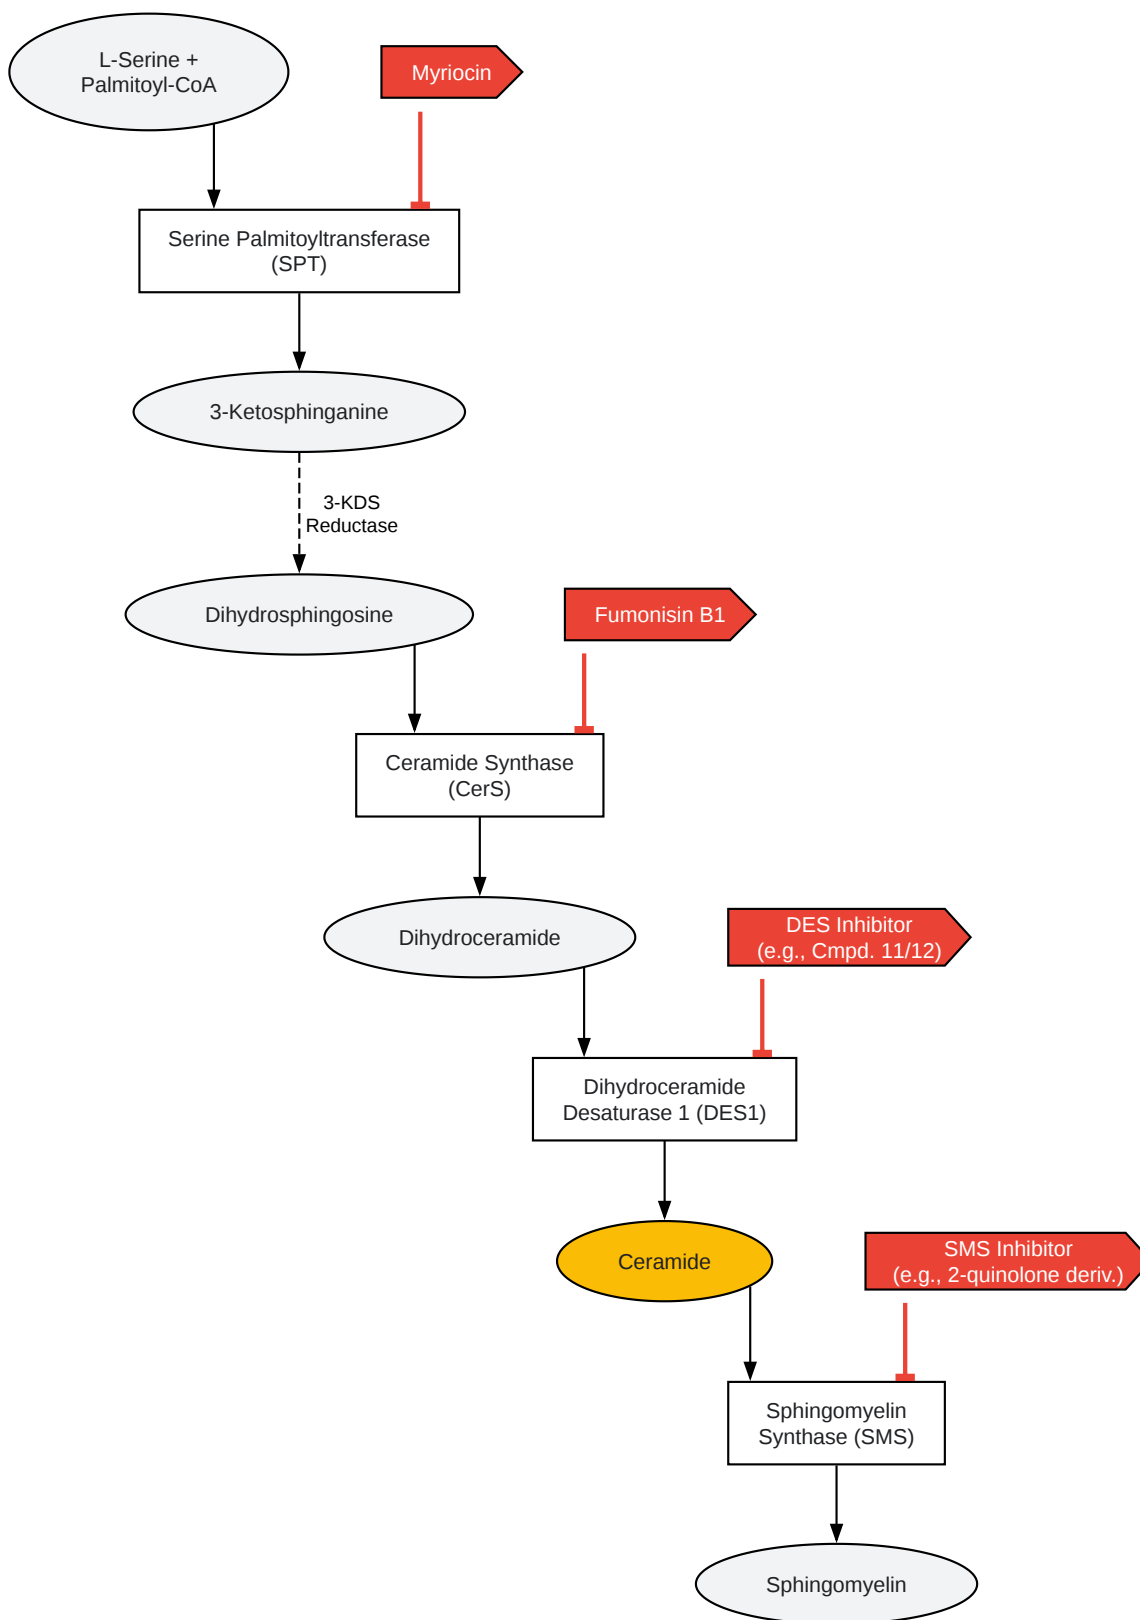 L-Serine +
Palmitoyl-CoA
Myriocin
Serine Palmitoyltransferase
(SPT)
3-Ketosphinganine
3-KDS
Reductase
Dihydrosphingosine
Fumonisin B1
Ceramide Synthase
(CerS)
Dihydroceramide
DES Inhibitor
(e.g., Cmpd. 11/12)
Dihydroceramide
Desaturase 1 (DES1)
Ceramide
SMS Inhibitor
(e.g., 2-quinolone deriv.)
Sphingomyelin
Synthase (SMS)
Sphingomyelin